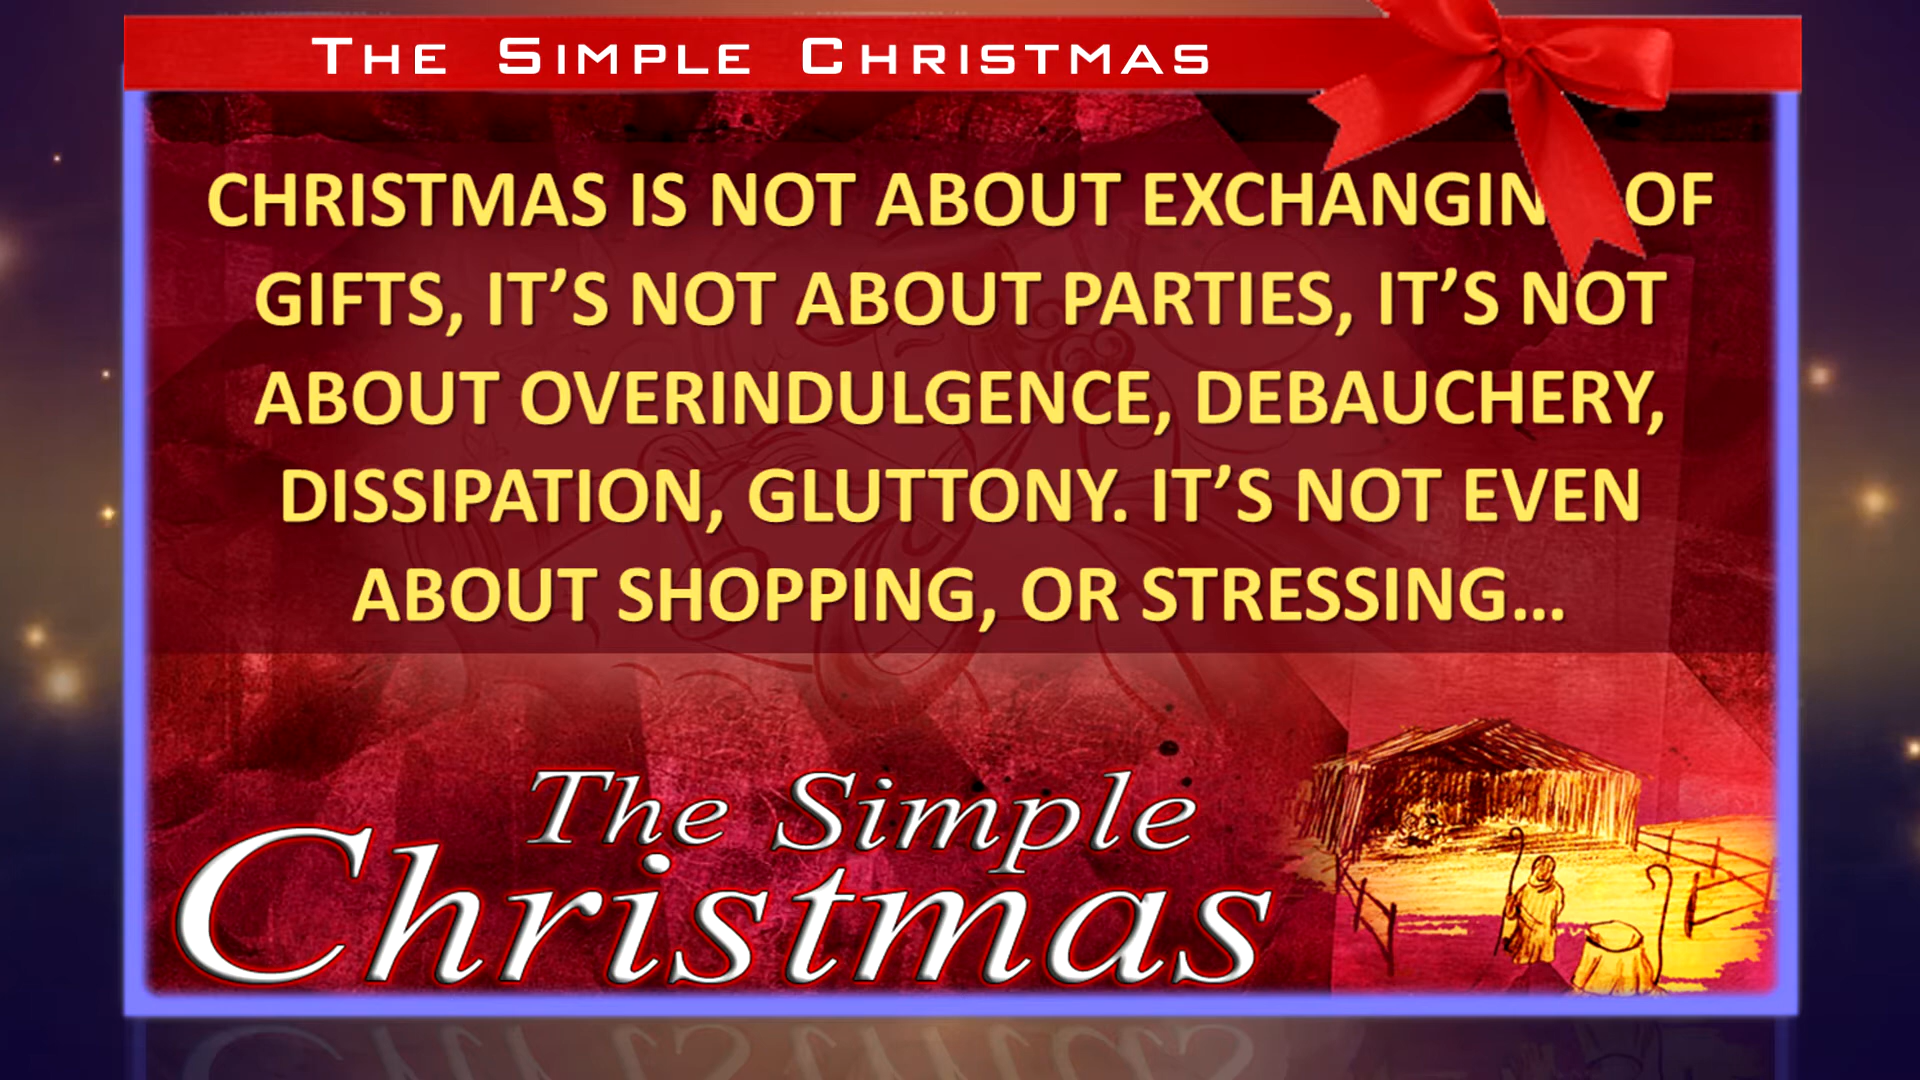 THE SIMPLE CHRISTMAS
CHRISTMAS IS NOT ABOUT EXCHANGIN OF
GIFTS, IT’S NOT ABOUT PARTIES, IT’S NOT
ABOUT OVERINDULGENCE, DEBAUCHERY,
DISSIPATION, GLUTTONY. IT’S NOT EVEN
ABOUT SHOPPING, OR STRESSING...
The Simple
Christmas